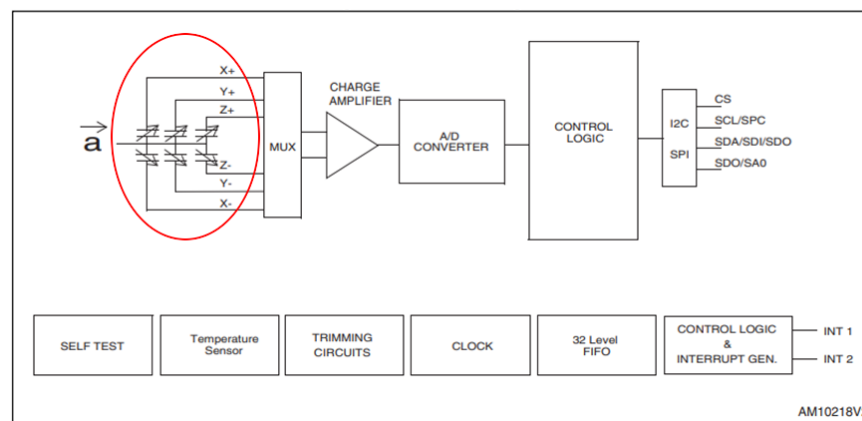 X+
Y+
Z+
a
Z-
Y-
X-
MUX
CHARGE
AMPLIFIER
A/D
CONVERTER
CONTROL
LOGIC
I2C
SPI
CS
SCL/SPC
SDA/SDI/SDO
SDO/SA0
SELF TEST
Temperature
Sensor
TRIMMING
CIRCUITS
CLOCK
32 Level
FIFO
CONTROL LOGIC
&
INTERRUPT GEN.
INT 1
INT 2